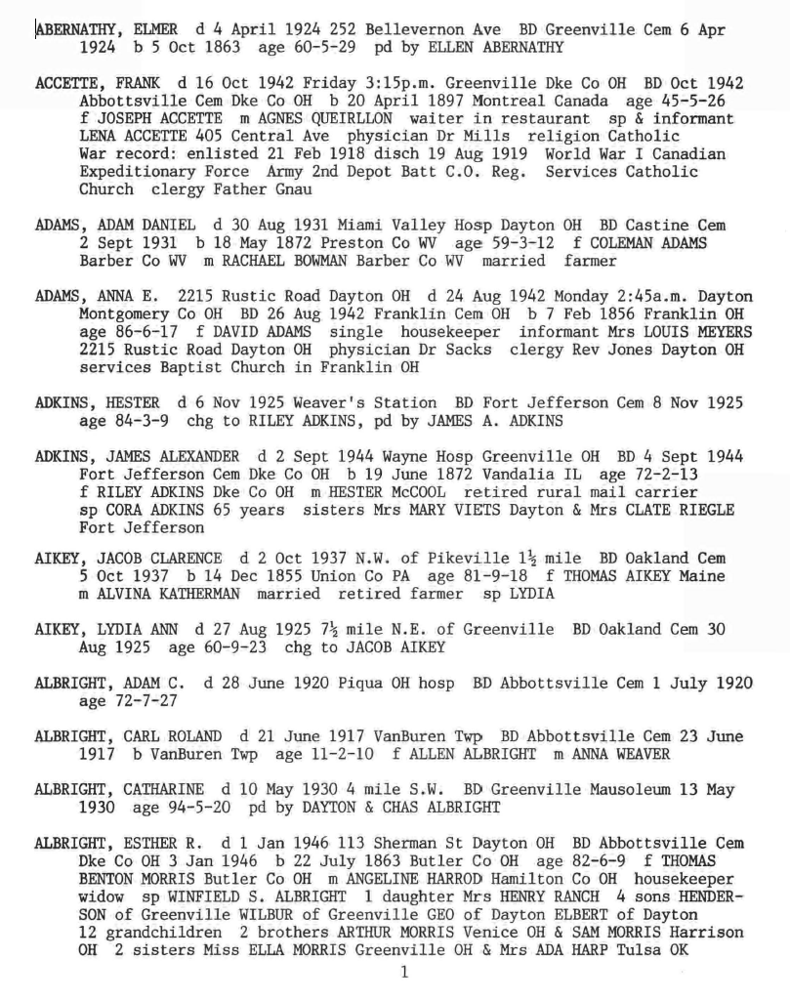 ABERNATHY, ELMER d 4 April 1924 252 Bellevernon Ave BD Greenville Cem 6 Apr
1924 b 5 Oct 1863 age 60-5-29 pd by ELLEN ABERNATHY
ACCETTE, FRANK d 16 Oct 1942 Friday 3:15p.m. Greenville Dke Co OH BD Oct 1942
Abbottsville Cem Dke Co OH b 20 April 1897 Montreal Canada age 45-5-26
f JOSEPH ACCETTE m AGNES QUEIRLLON waiter in restaurant sp & informant
LENA ACCETTE 405 Central Ave physician Dr Mills religion Catholic
War record: enlisted 21 Feb 1918 disch 19 Aug 1919 World War I Canadian
Expeditionary Force Army 2nd Depot Batt C.O. Reg. Services Catholic
Church clergy Father Gnau
ADAMS, ADAM DANIEL d 30 Aug 1931 Miami Valley Hosp Dayton OH BD Castine Cem
2 Sept 1931 b 18 May 1872 Preston Co WV age 59-3-12 f COLEMAN ADAMS
Barber Co WV m RACHAEL BOWMAN Barber Co WV married farmer
ADAMS, ANNA E. 2215 Rustic Road Dayton OH d 24 Aug 1942 Monday 2:45a.m. Dayton
Montgomery Co OH BD 26 Aug 1942 Franklin Cem OH b 7 Feb 1856 Franklin OH
age 86-6-17 f DAVID ADAMS single housekeeper informant Mrs LOUIS MEYERS
2215 Rustic Road Dayton OH physician Dr Sacks clergy Rev Jones Dayton OH
services Baptist Church in Franklin OH
ADKINS, HESTER d 6 Nov 1925 Weaver's Station BD Fort Jefferson Cem 8 Nov 1925
age 84-3-9 chg to RILEY ADKINS, pd by JAMES A. ADKINS
ADKINS, JAMES ALEXANDER d 2 Sept 1944 Wayne Hosp Greenville OH BD 4 Sept 1944
Fort Jefferson Cem Dke Co OH b 19 June 1872 Vandalia IL age 72-2-13
f RILEY ADKINS Dke Co OH m HESTER McCOOL retired rural mail carrier
sp CORA ADKINS 65 years sisters Mrs MARY VIETS Dayton & Mrs CLATE RIEGLE
Fort Jefferson
AIKEY, JACOB CLARENCE d 2 Oct 1937 N.W. of Pikeville 1½ mile BD Oakland Cem
5 Oct 1937 b 14 Dec 1855 Union Co PA age 81-9-18 f THOMAS AIKEY Maine
m ALVINA KATHERMAN married retired farmer sp LYDIA
AIKEY, LYDIA ANN d 27 Aug 1925 7½ mile N.E. of Greenville BD Oakland Cem 30
Aug 1925 age 60-9-23 chg to JACOB AIKEY
ALBRIGHT, ADAM C. d 28 June 1920 Piqua OH hosp BD Abbottsville Cem 1 July 1920
age 72-7-27
ALBRIGHT, CARL ROLAND d 21 June 1917 VanBuren Twp BD Abbottsville Cem 23 June
1917 b VanBuren Twp age 11-2-10 f ALLEN ALBRIGHT m ANNA WEAVER
ALBRIGHT, CATHARINE d 10 May 1930 4 mile S.W. BD Greenville Mausoleum 13 May
1930 age 94-5-20 pd by DAYTON & CHAS ALBRIGHT
ALBRIGHT, ESTHER R. d 1 Jan 1946 113 Sherman St Dayton OH BD Abbottsville Cem
Dke Co OH 3 Jan 1946 b 22 July 1863 Butler Co OH age 82-6-9 f THOMAS
BENTON MORRIS Butler Co OH m ANGELINE HARROD Hamilton Co OH housekeeper
widow sp WINFIELD S. ALBRIGHT 1 daughter Mrs HENRY RANCH 4 sons HENDER-
SON of Greenville WILBUR of Greenville GEO of Dayton ELBERT of Dayton
12 grandchildren 2 brothers ARTHUR MORRIS Venice OH & SAM MORRIS Harrison
OH 2 sisters Miss ELLA MORRIS Greenville OH & Mrs ADA HARP Tulsa OK
1